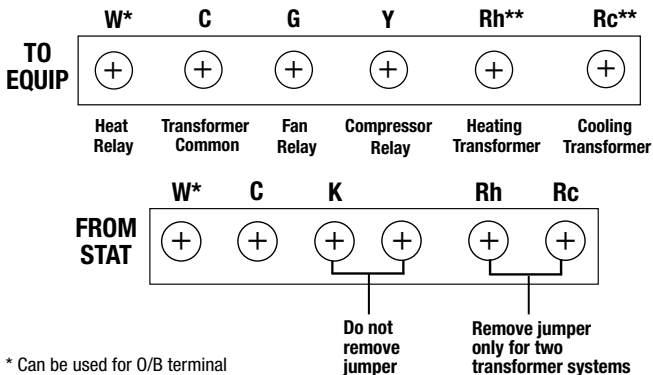 W* C G Y Rh** Rc**
TO
EQUIP
Heat
Relay
Transformer
Common
Fan
Relay
Compressor
Relay
Heating
Transformer
Cooling
Transformer
W* C K Rh Rc
FROM
STAT
Do not
remove
jumper
Remove jumper
only for two
transformer systems
* Can be used for O/B terminal